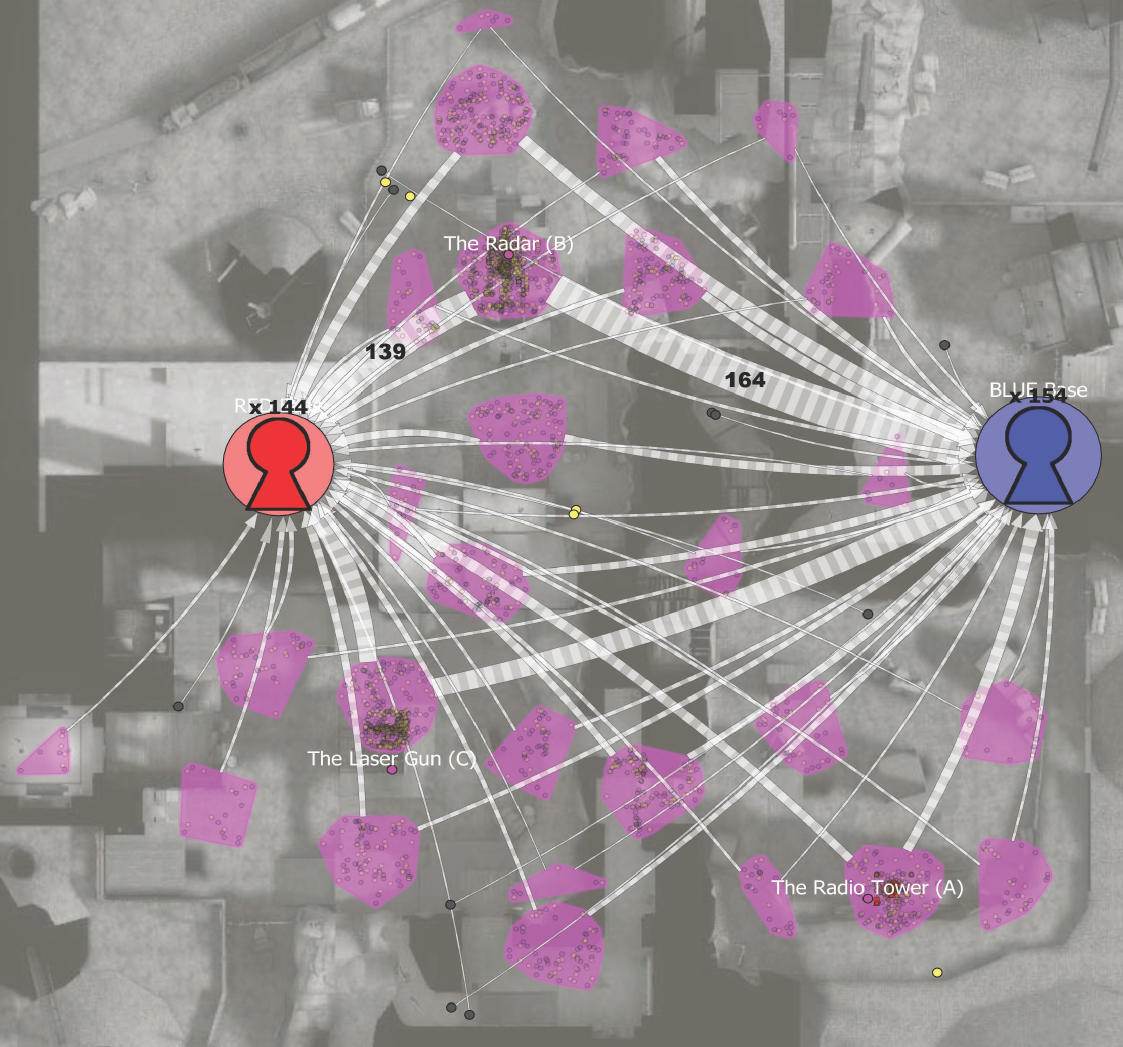 The Radar (B)
139
164
BLUE Base
x 154
x 144
The Laser Gun (C)
The Radio Tower (A)